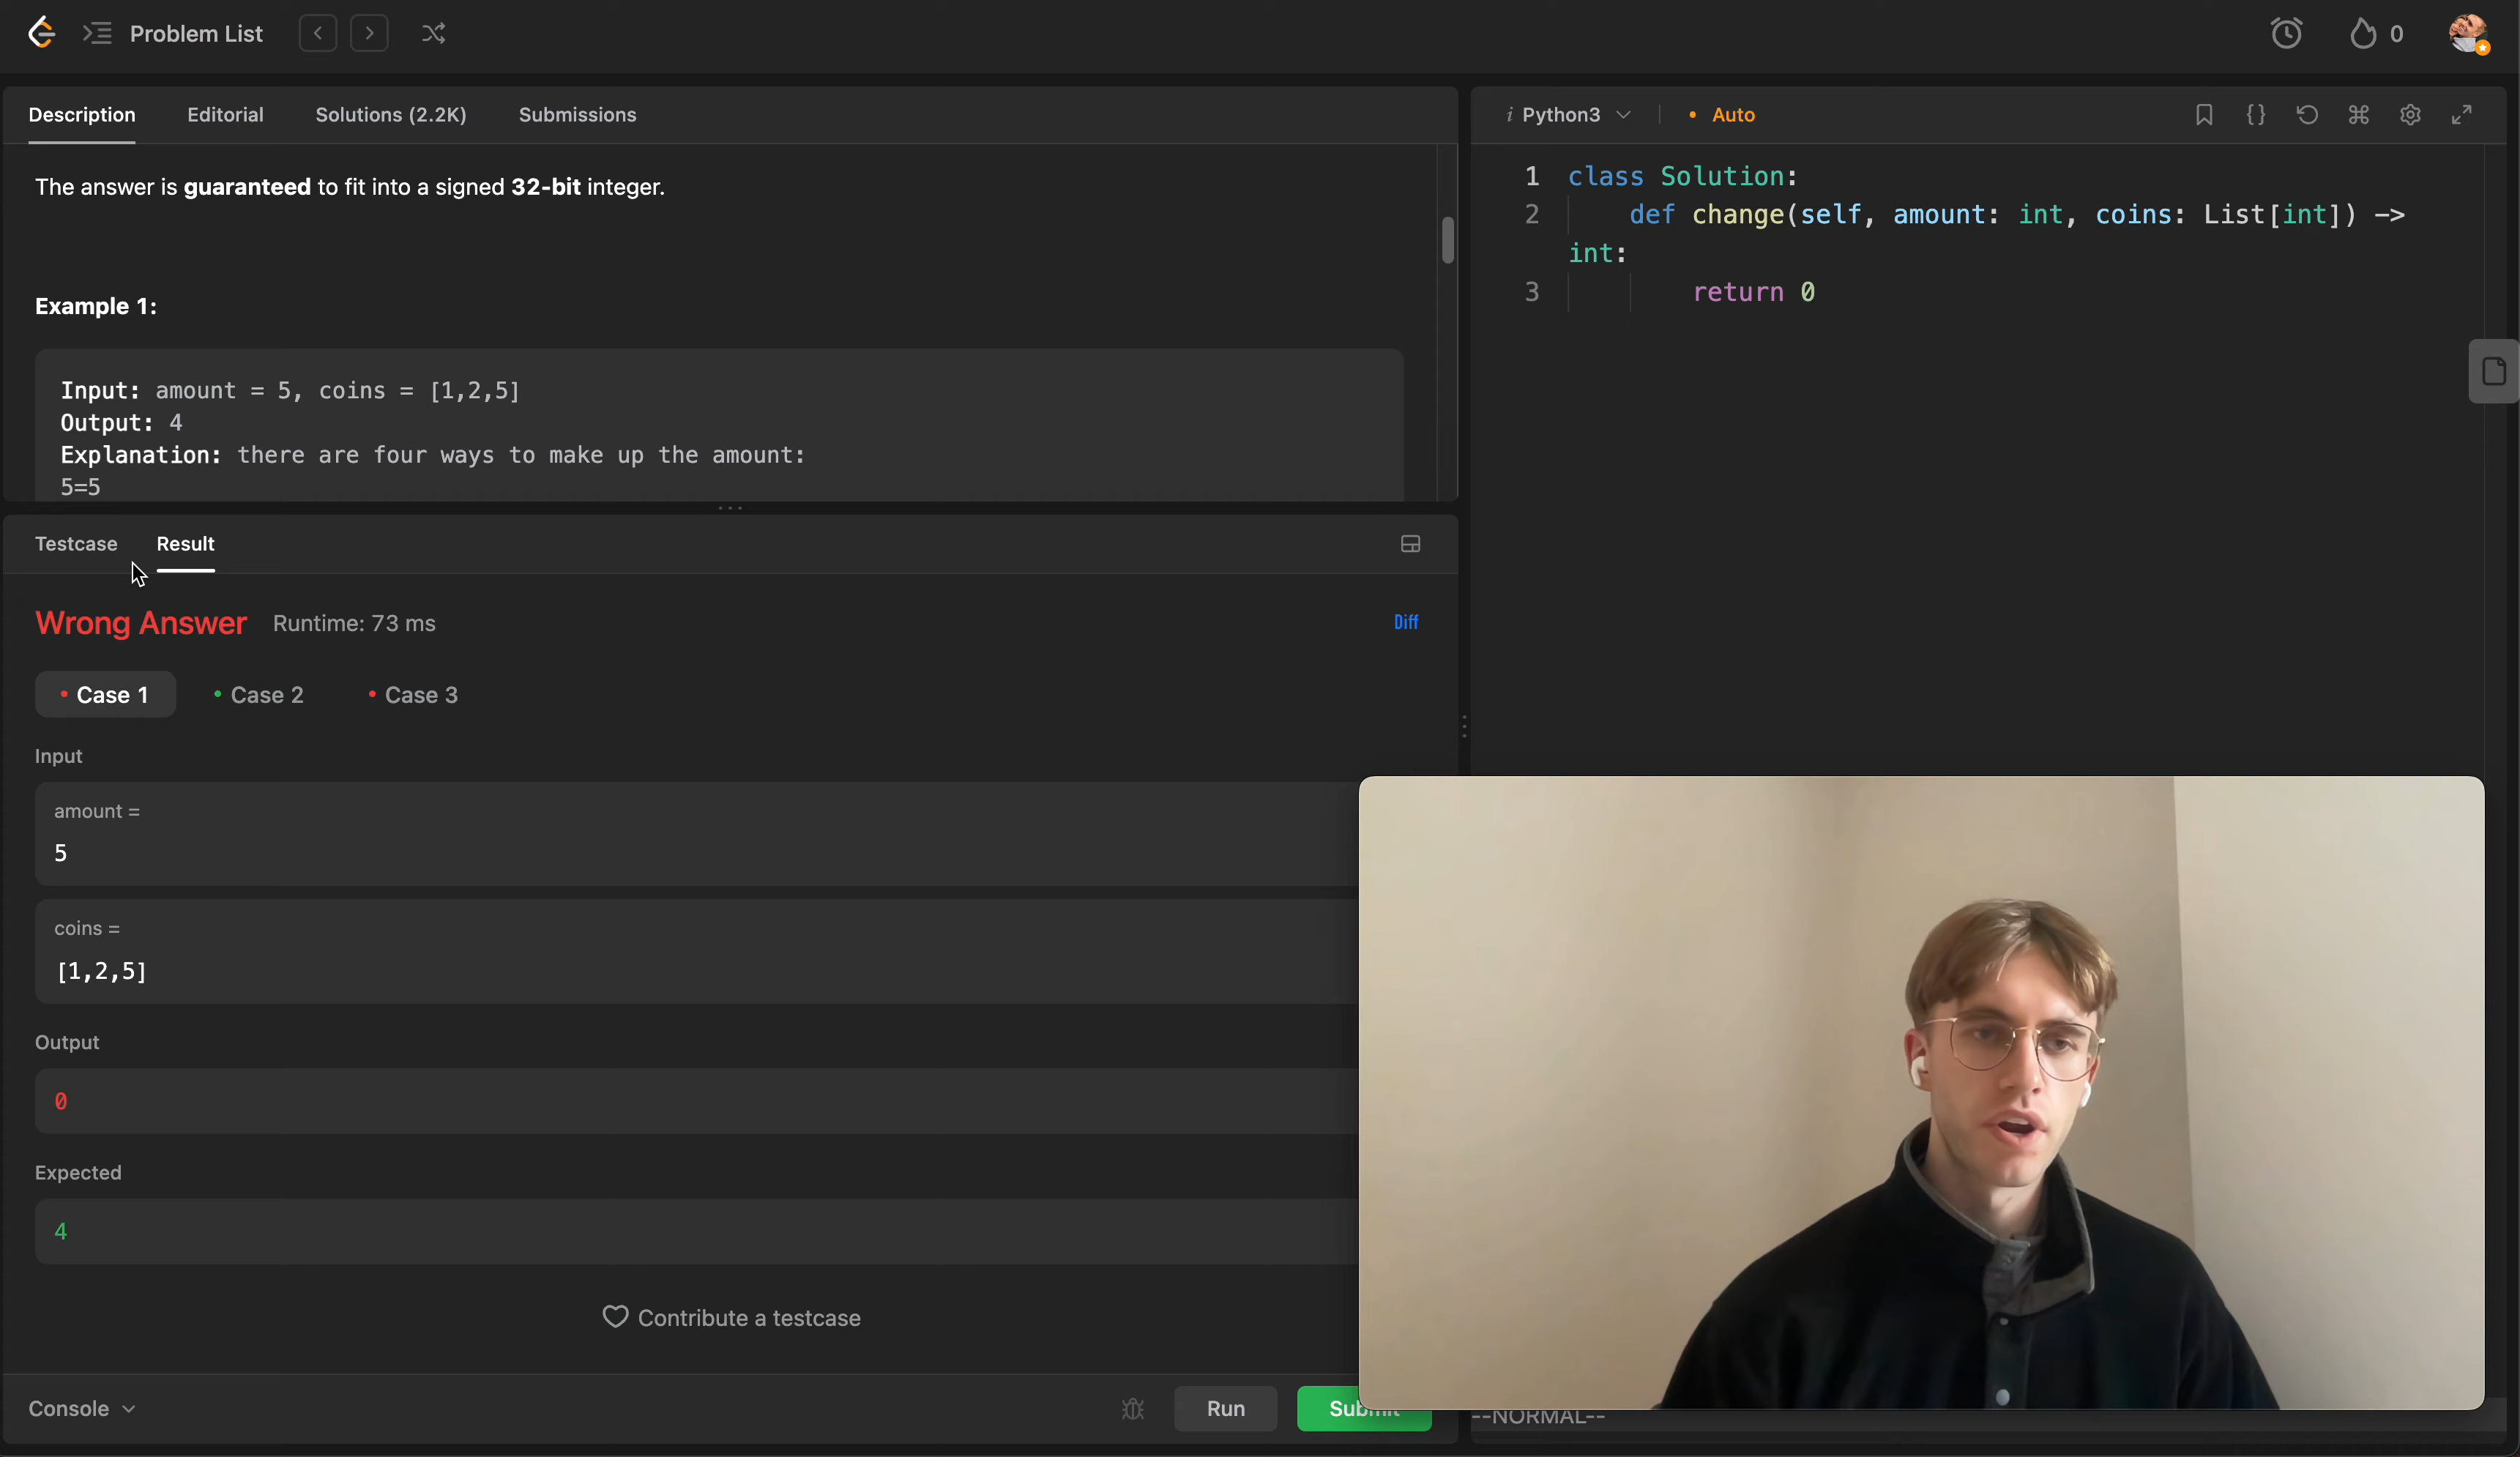 Problem List
0
Description Editorial Solutions (2.2K) Submissions
The answer is guaranteed to fit into a signed 32-bit integer.
Example 1:
Input: amount = 5, coins = [1,2,5]
Output: 4
Explanation: there are four ways to make up the amount:
5=5
Testcase Result
Wrong Answer Runtime: 73 ms Diff
Case 1 Case 2 Case 3
Input
amount =
5
coins =
[1,2,5]
Output
0
Expected
4
Contribute a testcase
Console Run Submit
i Python3 • Auto
1 class Solution:
2 def change(self, amount: int, coins: List[int]) ->
int:
3 return 0
--NORMAL--